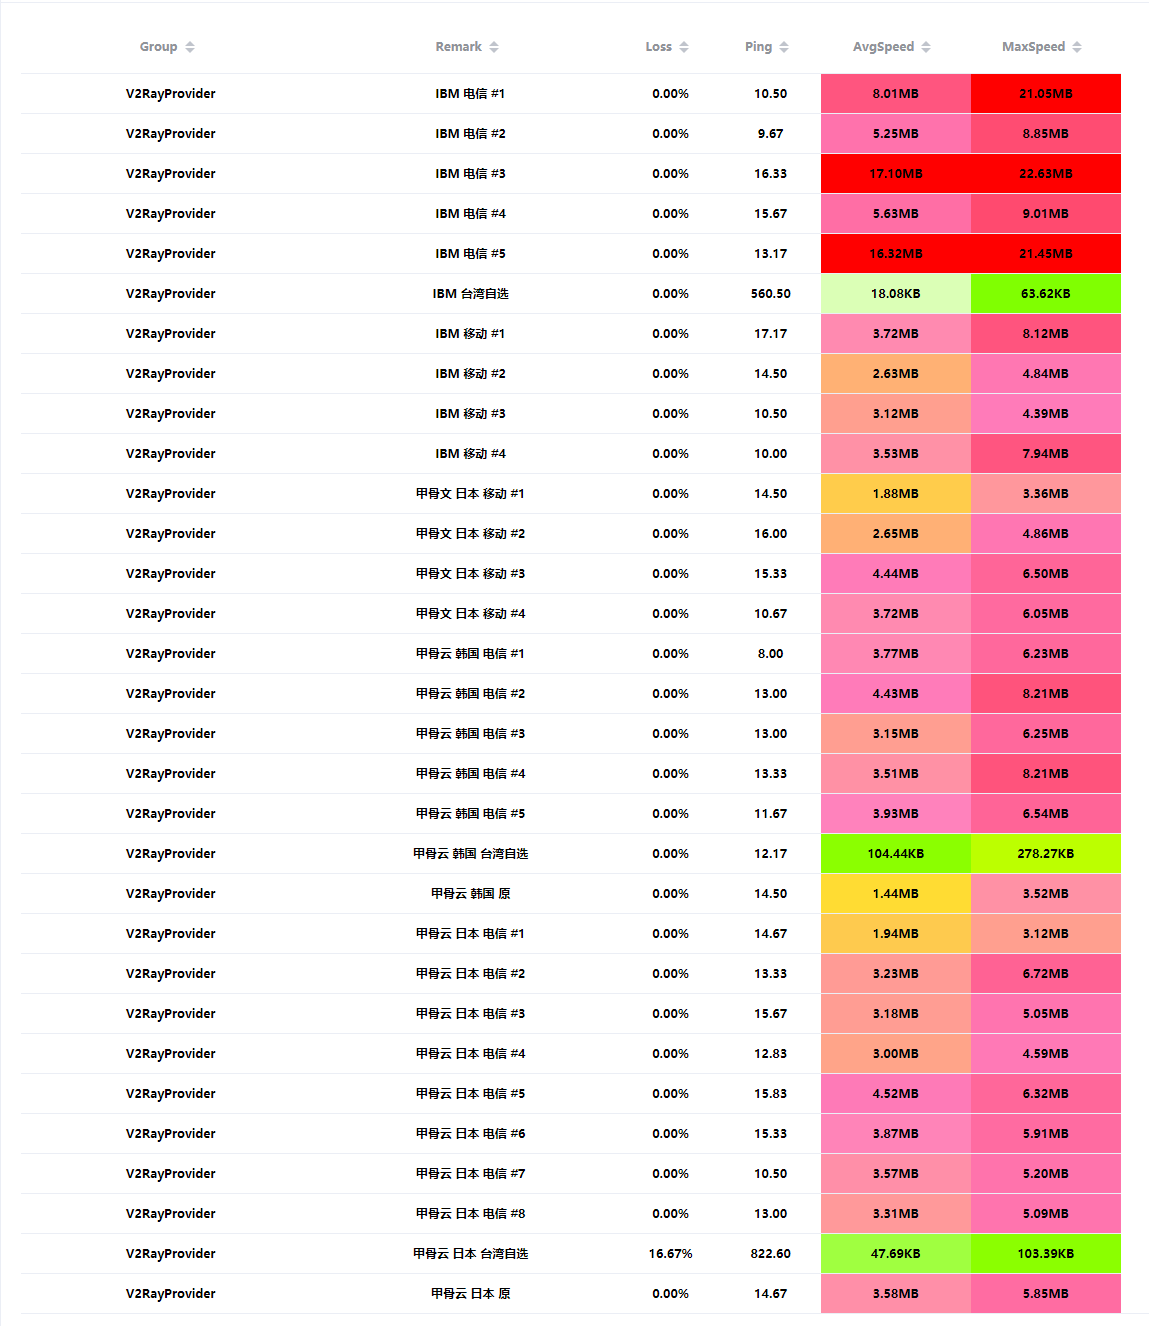 Group Remark Loss Ping AvgSpeed MaxSpeed
V2RayProvider IBM 电信 #1 0.00% 10.50 8.01MB 21.05MB
V2RayProvider IBM 电信 #2 0.00% 9.67 5.25MB 8.85MB
V2RayProvider IBM 电信 #3 0.00% 16.33 17.10MB 22.63MB
V2RayProvider IBM 电信 #4 0.00% 15.67 5.63MB 9.01MB
V2RayProvider IBM 电信 #5 0.00% 13.17 16.32MB 21.45MB
V2RayProvider IBM 台湾自选 0.00% 560.50 18.08KB 63.62KB
V2RayProvider IBM 移动 #1 0.00% 17.17 3.72MB 8.12MB
V2RayProvider IBM 移动 #2 0.00% 14.50 2.63MB 4.84MB
V2RayProvider IBM 移动 #3 0.00% 10.50 3.12MB 4.39MB
V2RayProvider IBM 移动 #4 0.00% 10.00 3.53MB 7.94MB
V2RayProvider 甲骨文 日本 移动 #1 0.00% 14.50 1.88MB 3.36MB
V2RayProvider 甲骨文 日本 移动 #2 0.00% 16.00 2.65MB 4.86MB
V2RayProvider 甲骨文 日本 移动 #3 0.00% 15.33 4.44MB 6.50MB
V2RayProvider 甲骨文 日本 移动 #4 0.00% 10.67 3.72MB 6.05MB
V2RayProvider 甲骨云 韩国 电信 #1 0.00% 8.00 3.77MB 6.23MB
V2RayProvider 甲骨云 韩国 电信 #2 0.00% 13.00 4.43MB 8.21MB
V2RayProvider 甲骨云 韩国 电信 #3 0.00% 13.00 3.15MB 6.25MB
V2RayProvider 甲骨云 韩国 电信 #4 0.00% 13.33 3.51MB 8.21MB
V2RayProvider 甲骨云 韩国 电信 #5 0.00% 11.67 3.93MB 6.54MB
V2RayProvider 甲骨云 韩国 台湾自选 0.00% 12.17 104.44KB 278.27KB
V2RayProvider 甲骨云 韩国 原 0.00% 14.50 1.44MB 3.52MB
V2RayProvider 甲骨云 日本 电信 #1 0.00% 14.67 1.94MB 3.12MB
V2RayProvider 甲骨云 日本 电信 #2 0.00% 13.33 3.23MB 6.72MB
V2RayProvider 甲骨云 日本 电信 #3 0.00% 15.67 3.18MB 5.05MB
V2RayProvider 甲骨云 日本 电信 #4 0.00% 12.83 3.00MB 4.59MB
V2RayProvider 甲骨云 日本 电信 #5 0.00% 15.83 4.52MB 6.32MB
V2RayProvider 甲骨云 日本 电信 #6 0.00% 15.33 3.87MB 5.91MB
V2RayProvider 甲骨云 日本 电信 #7 0.00% 10.50 3.57MB 5.20MB
V2RayProvider 甲骨云 日本 电信 #8 0.00% 13.00 3.31MB 5.09MB
V2RayProvider 甲骨云 日本 台湾自选 16.67% 822.60 47.69KB 103.39KB
V2RayProvider 甲骨云 日本 原 0.00% 14.67 3.58MB 5.85MB